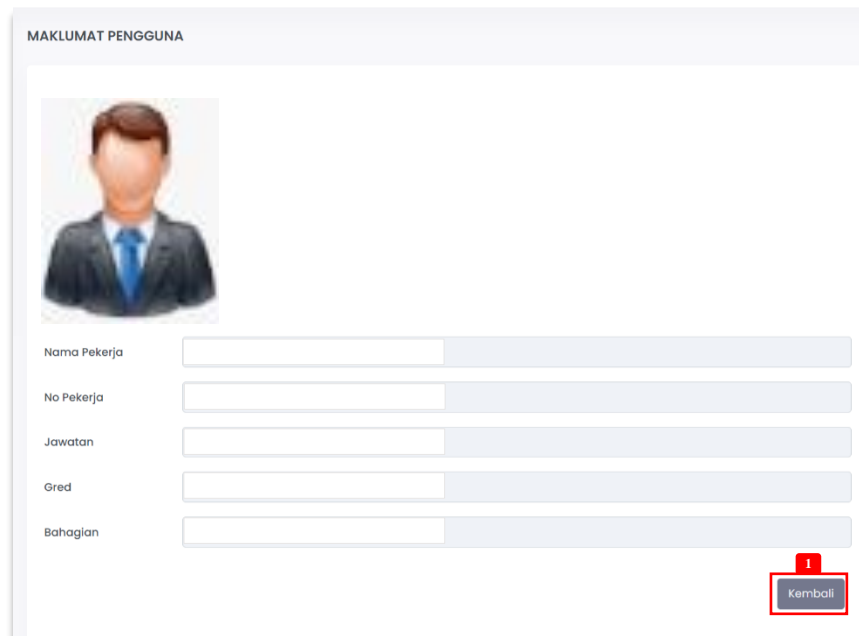 MAKLUMAT PENGGUNA
Nama Pekerja
No Pekerja
Jawatan
Gred
Bahagian
1
Kembali